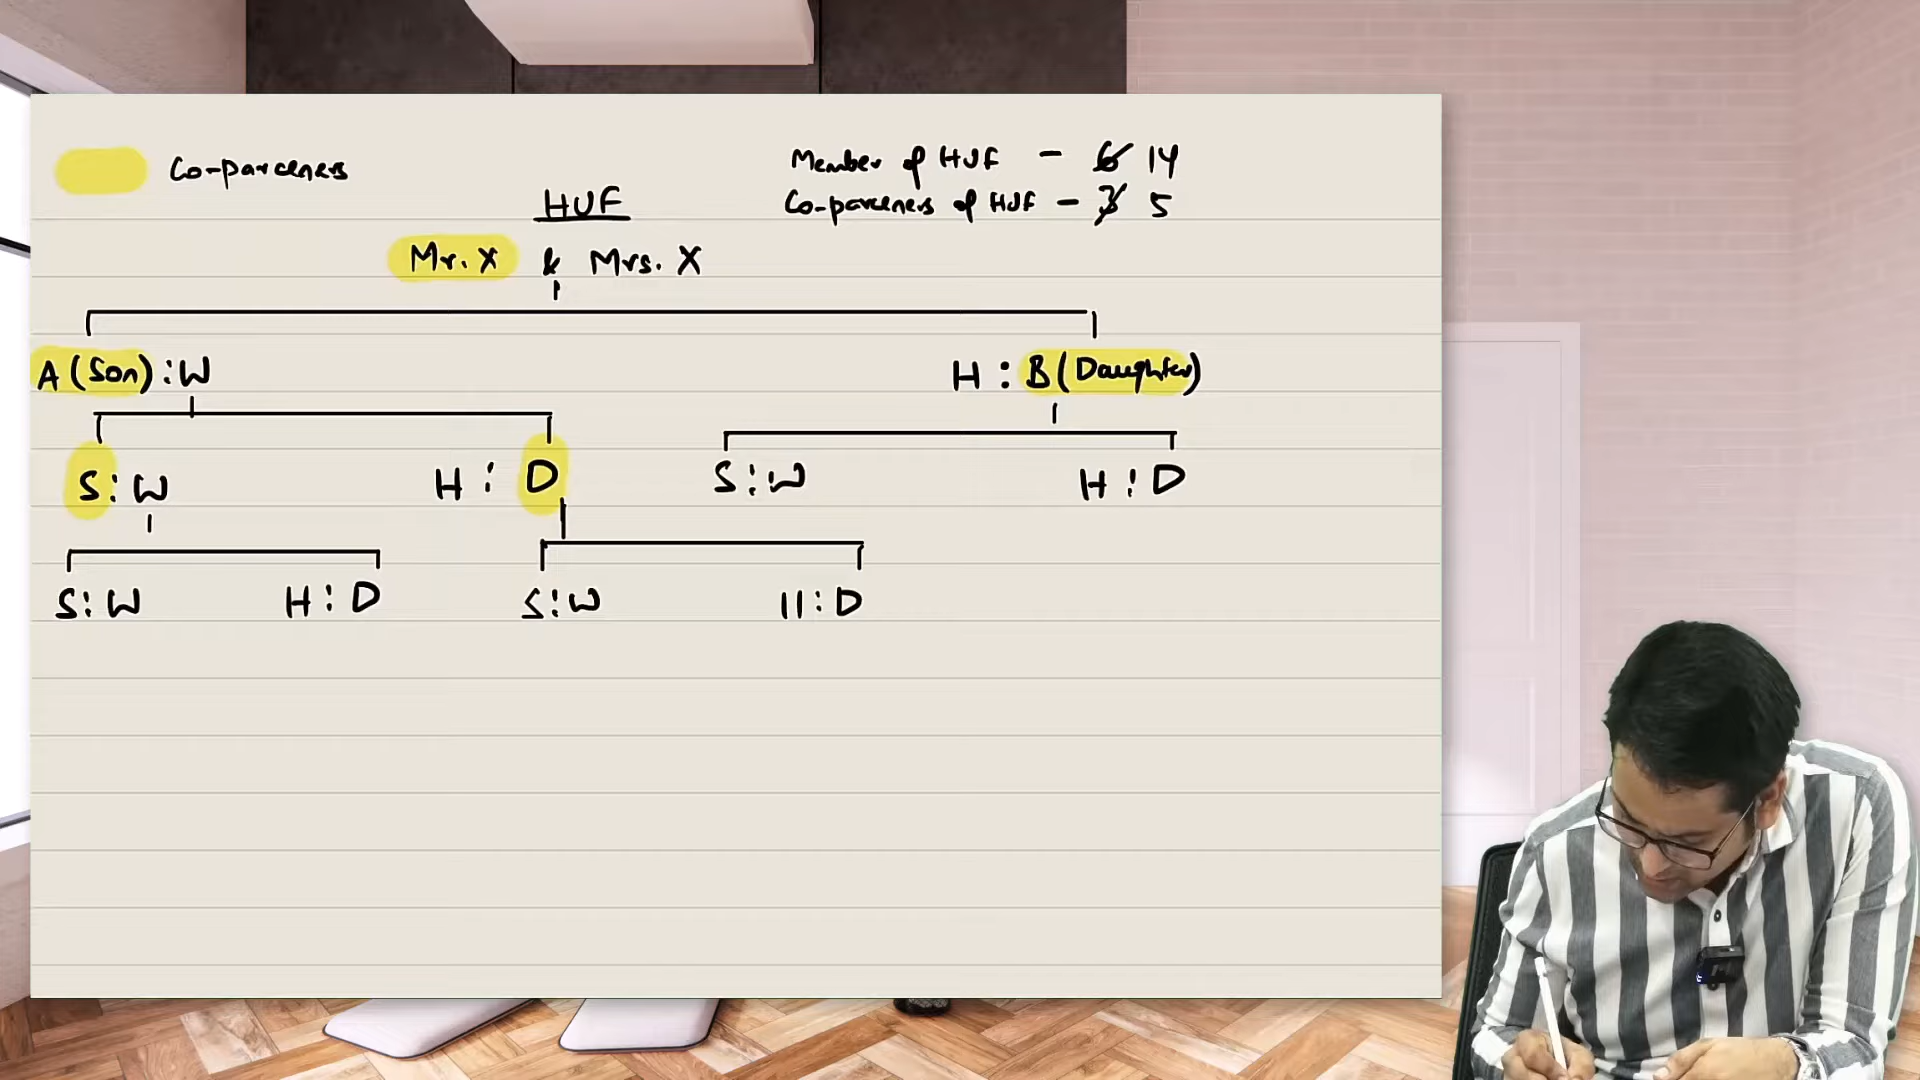 Co-parceners
Member of HUF - 6 14
Co-parceners of HUF - 3 5
HUF
Mr. X & Mrs. X
A (Son) : W
H : B (Daughter)
S : W
H : D
S : W
H : D
S : W
H : D
S : W
H : D